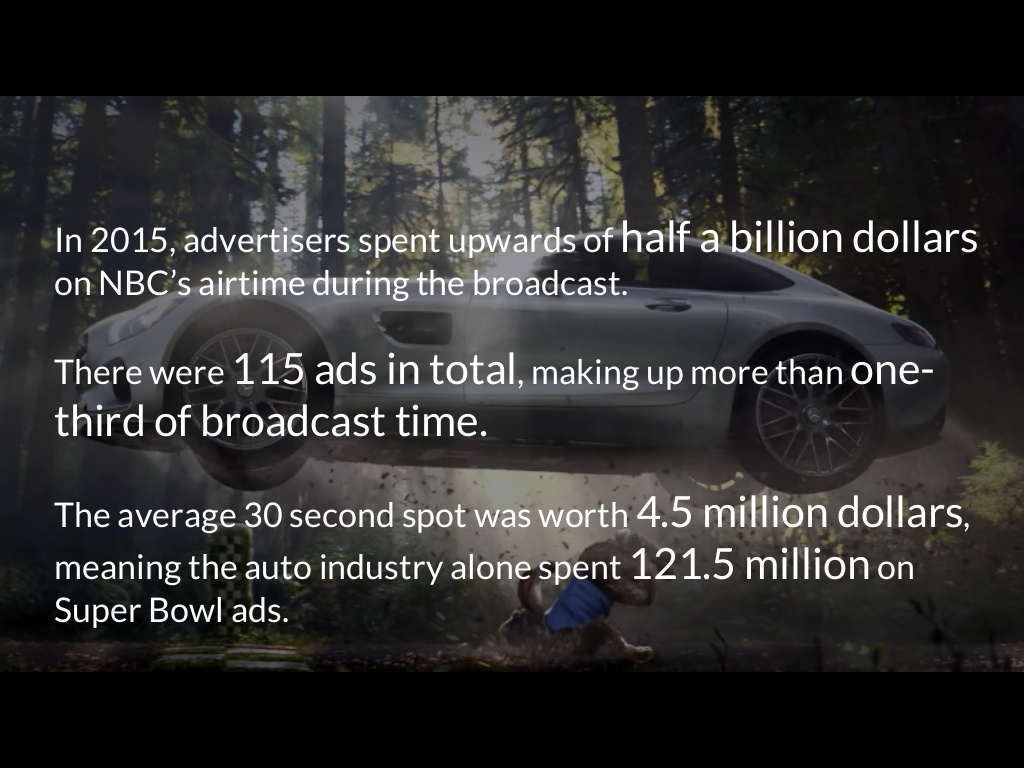 In 2015, advertisers spent upwards of half a billion dollars
on NBC’s airtime during the broadcast.
There were 115 ads in total, making up more than one-
third of broadcast time.
The average 30 second spot was worth 4.5 million dollars,
meaning the auto industry alone spent 121.5 million on
Super Bowl ads.